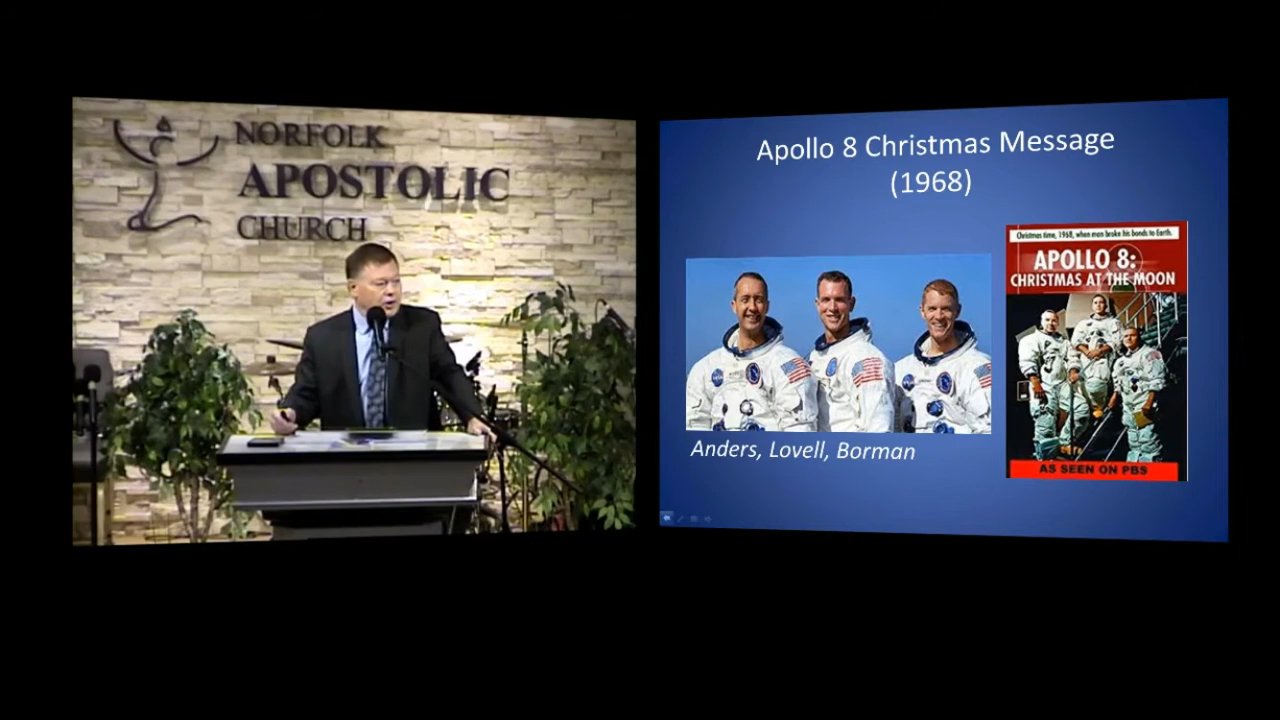 NORFOLK
APOSTOLIC
CHURCH
Apollo 8 Christmas Message
(1968)
Christmas time, 1968, when man broke his bonds to Earth.
APOLLO 8:
CHRISTMAS AT THE MOON
AS SEEN ON PBS
Anders, Lovell, Borman